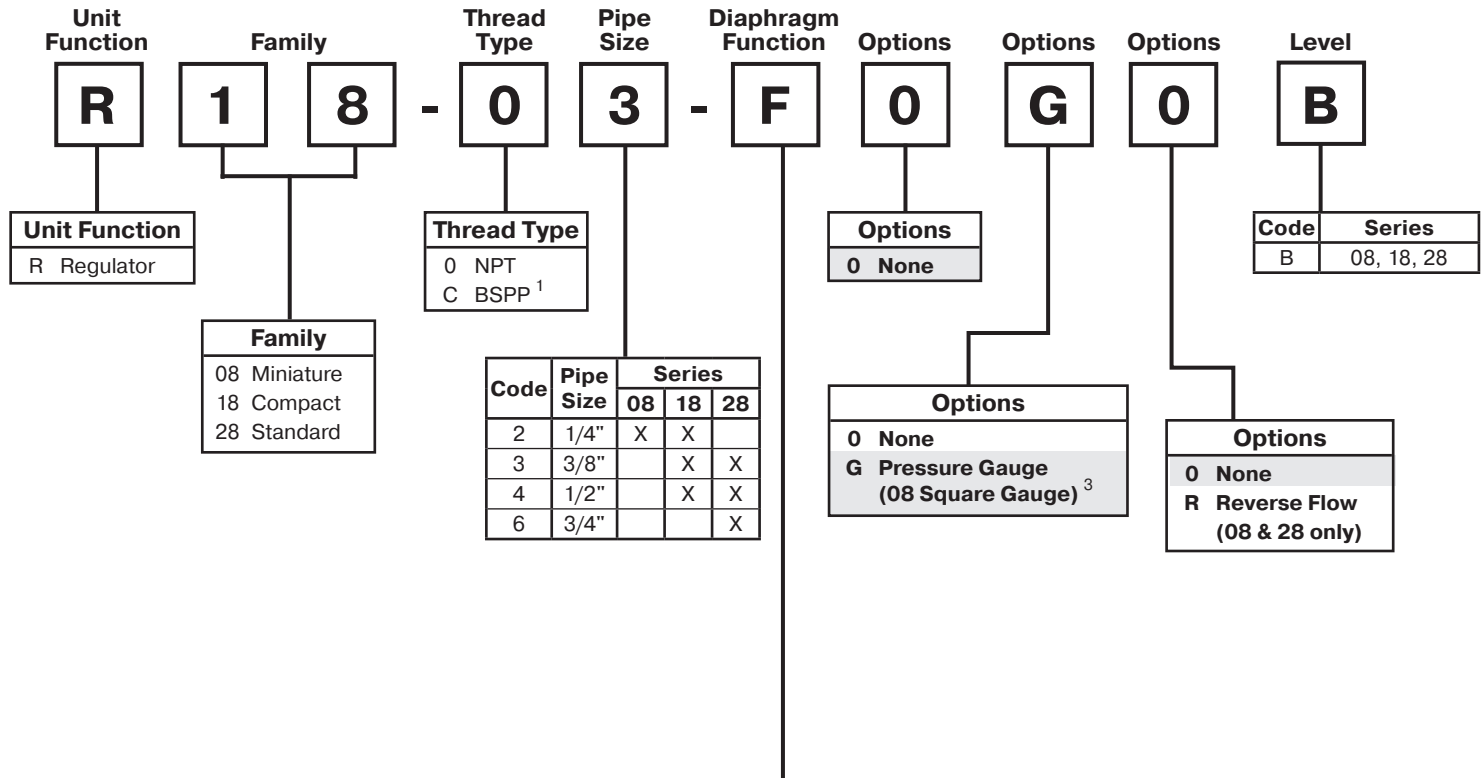 Unit Function
Family
Thread Type
Pipe Size
Diaphragm Function
Options
Options
Options
Level
R 1 8 - 0 3 - F 0 G 0 B
Unit Function
R Regulator
Family
08 Miniature
18 Compact
28 Standard
Thread Type
0 NPT
C BSPP 1
Code Pipe Size Series
08 18 28
2 1/4" X X
3 3/8" X X
4 1/2" X X
6 3/4" X
Options
0 None
Options
0 None
G Pressure Gauge
(08 Square Gauge) 3
Options
0 None
R Reverse Flow
(08 & 28 only)
Code Series
B 08, 18, 28